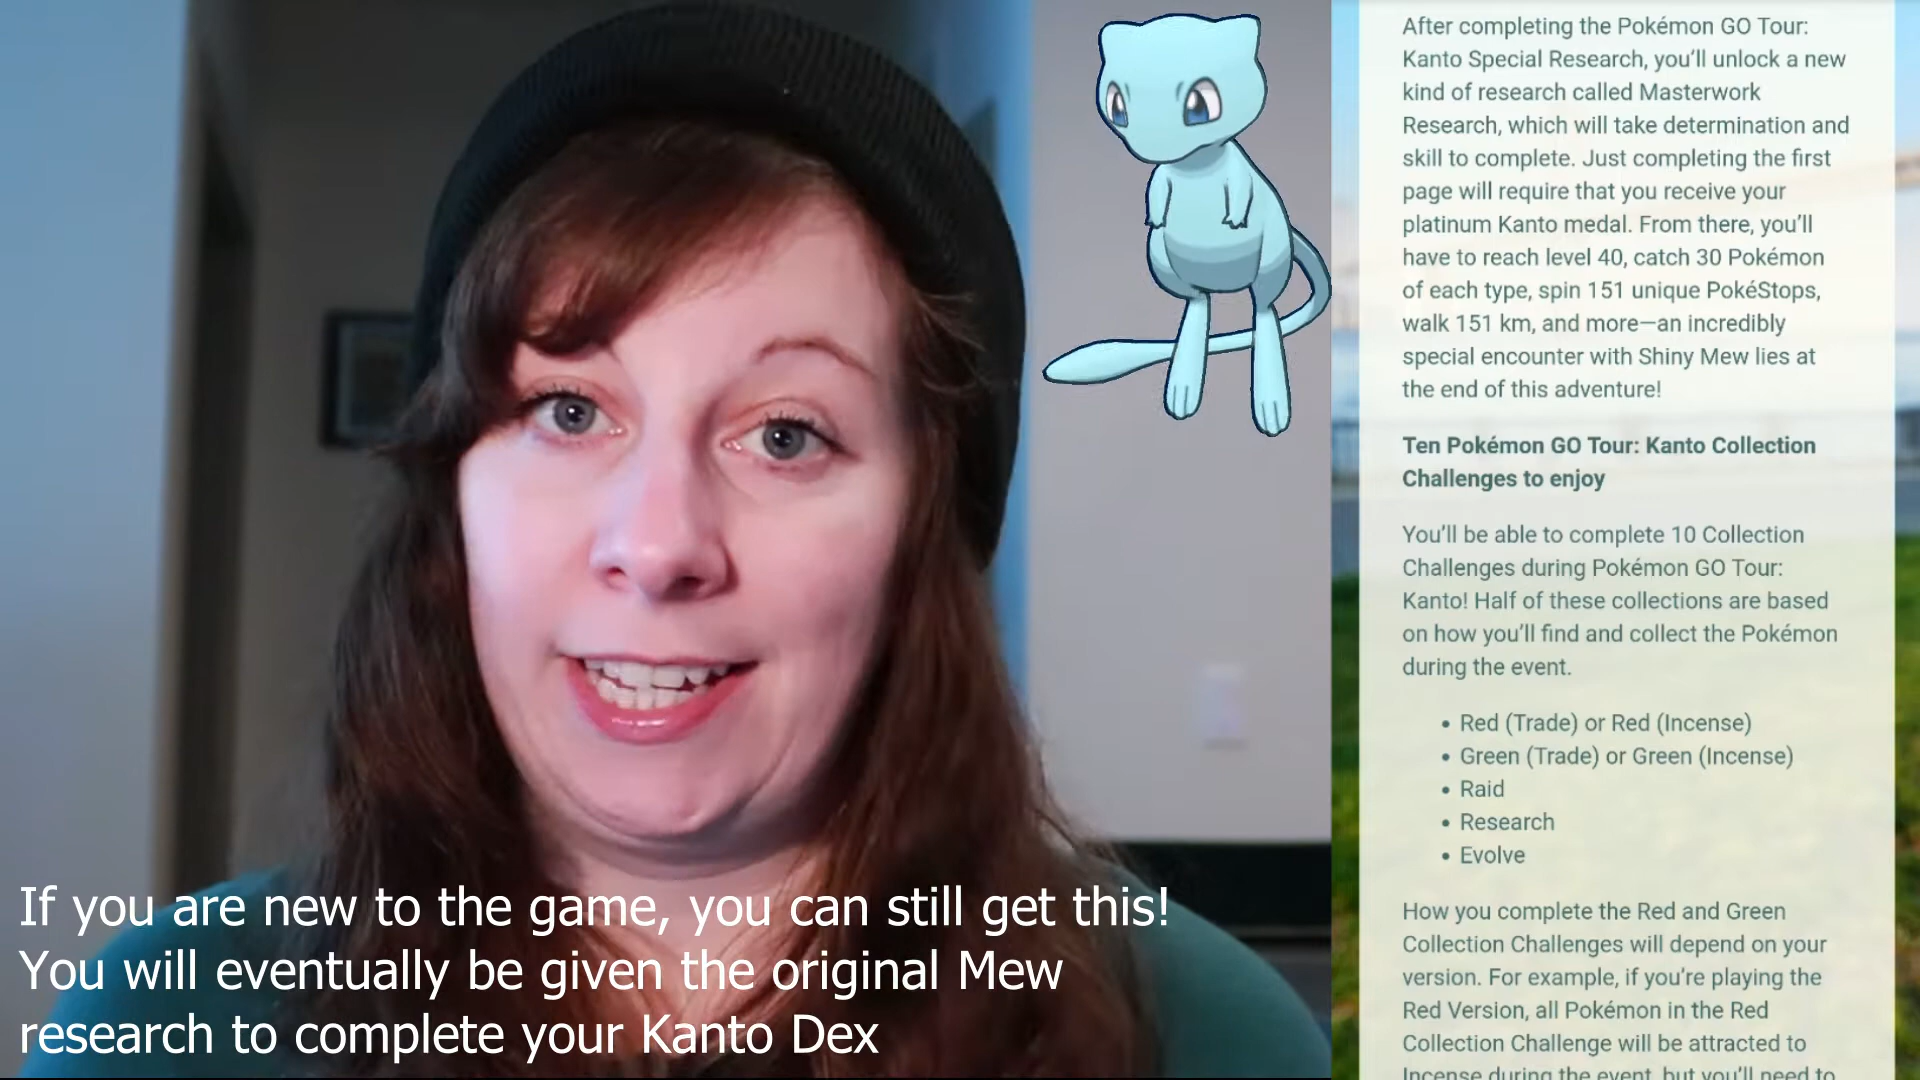 After completing the Pokémon GO Tour:
Kanto Special Research, you'll unlock a new
kind of research called Masterwork
Research, which will take determination and
skill to complete. Just completing the first
page will require that you receive your
platinum Kanto medal. From there, you'll
have to reach level 40, catch 30 Pokémon
of each type, spin 151 unique PokéStops,
walk 151 km, and more—an incredibly
special encounter with Shiny Mew lies at
the end of this adventure!
Ten Pokémon GO Tour: Kanto Collection
Challenges to enjoy
You'll be able to complete 10 Collection
Challenges during Pokémon GO Tour:
Kanto! Half of these collections are based
on how you'll find and collect the Pokémon
during the event.
• Red (Trade) or Red (Incense)
• Green (Trade) or Green (Incense)
• Raid
• Research
• Evolve
How you complete the Red and Green
Collection Challenges will depend on your
version. For example, if you're playing the
Red Version, all Pokémon in the Red
Collection Challenge will be attracted to
Incense during the event, but you'll need to
If you are new to the game, you can still get this!
You will eventually be given the original Mew
research to complete your Kanto Dex